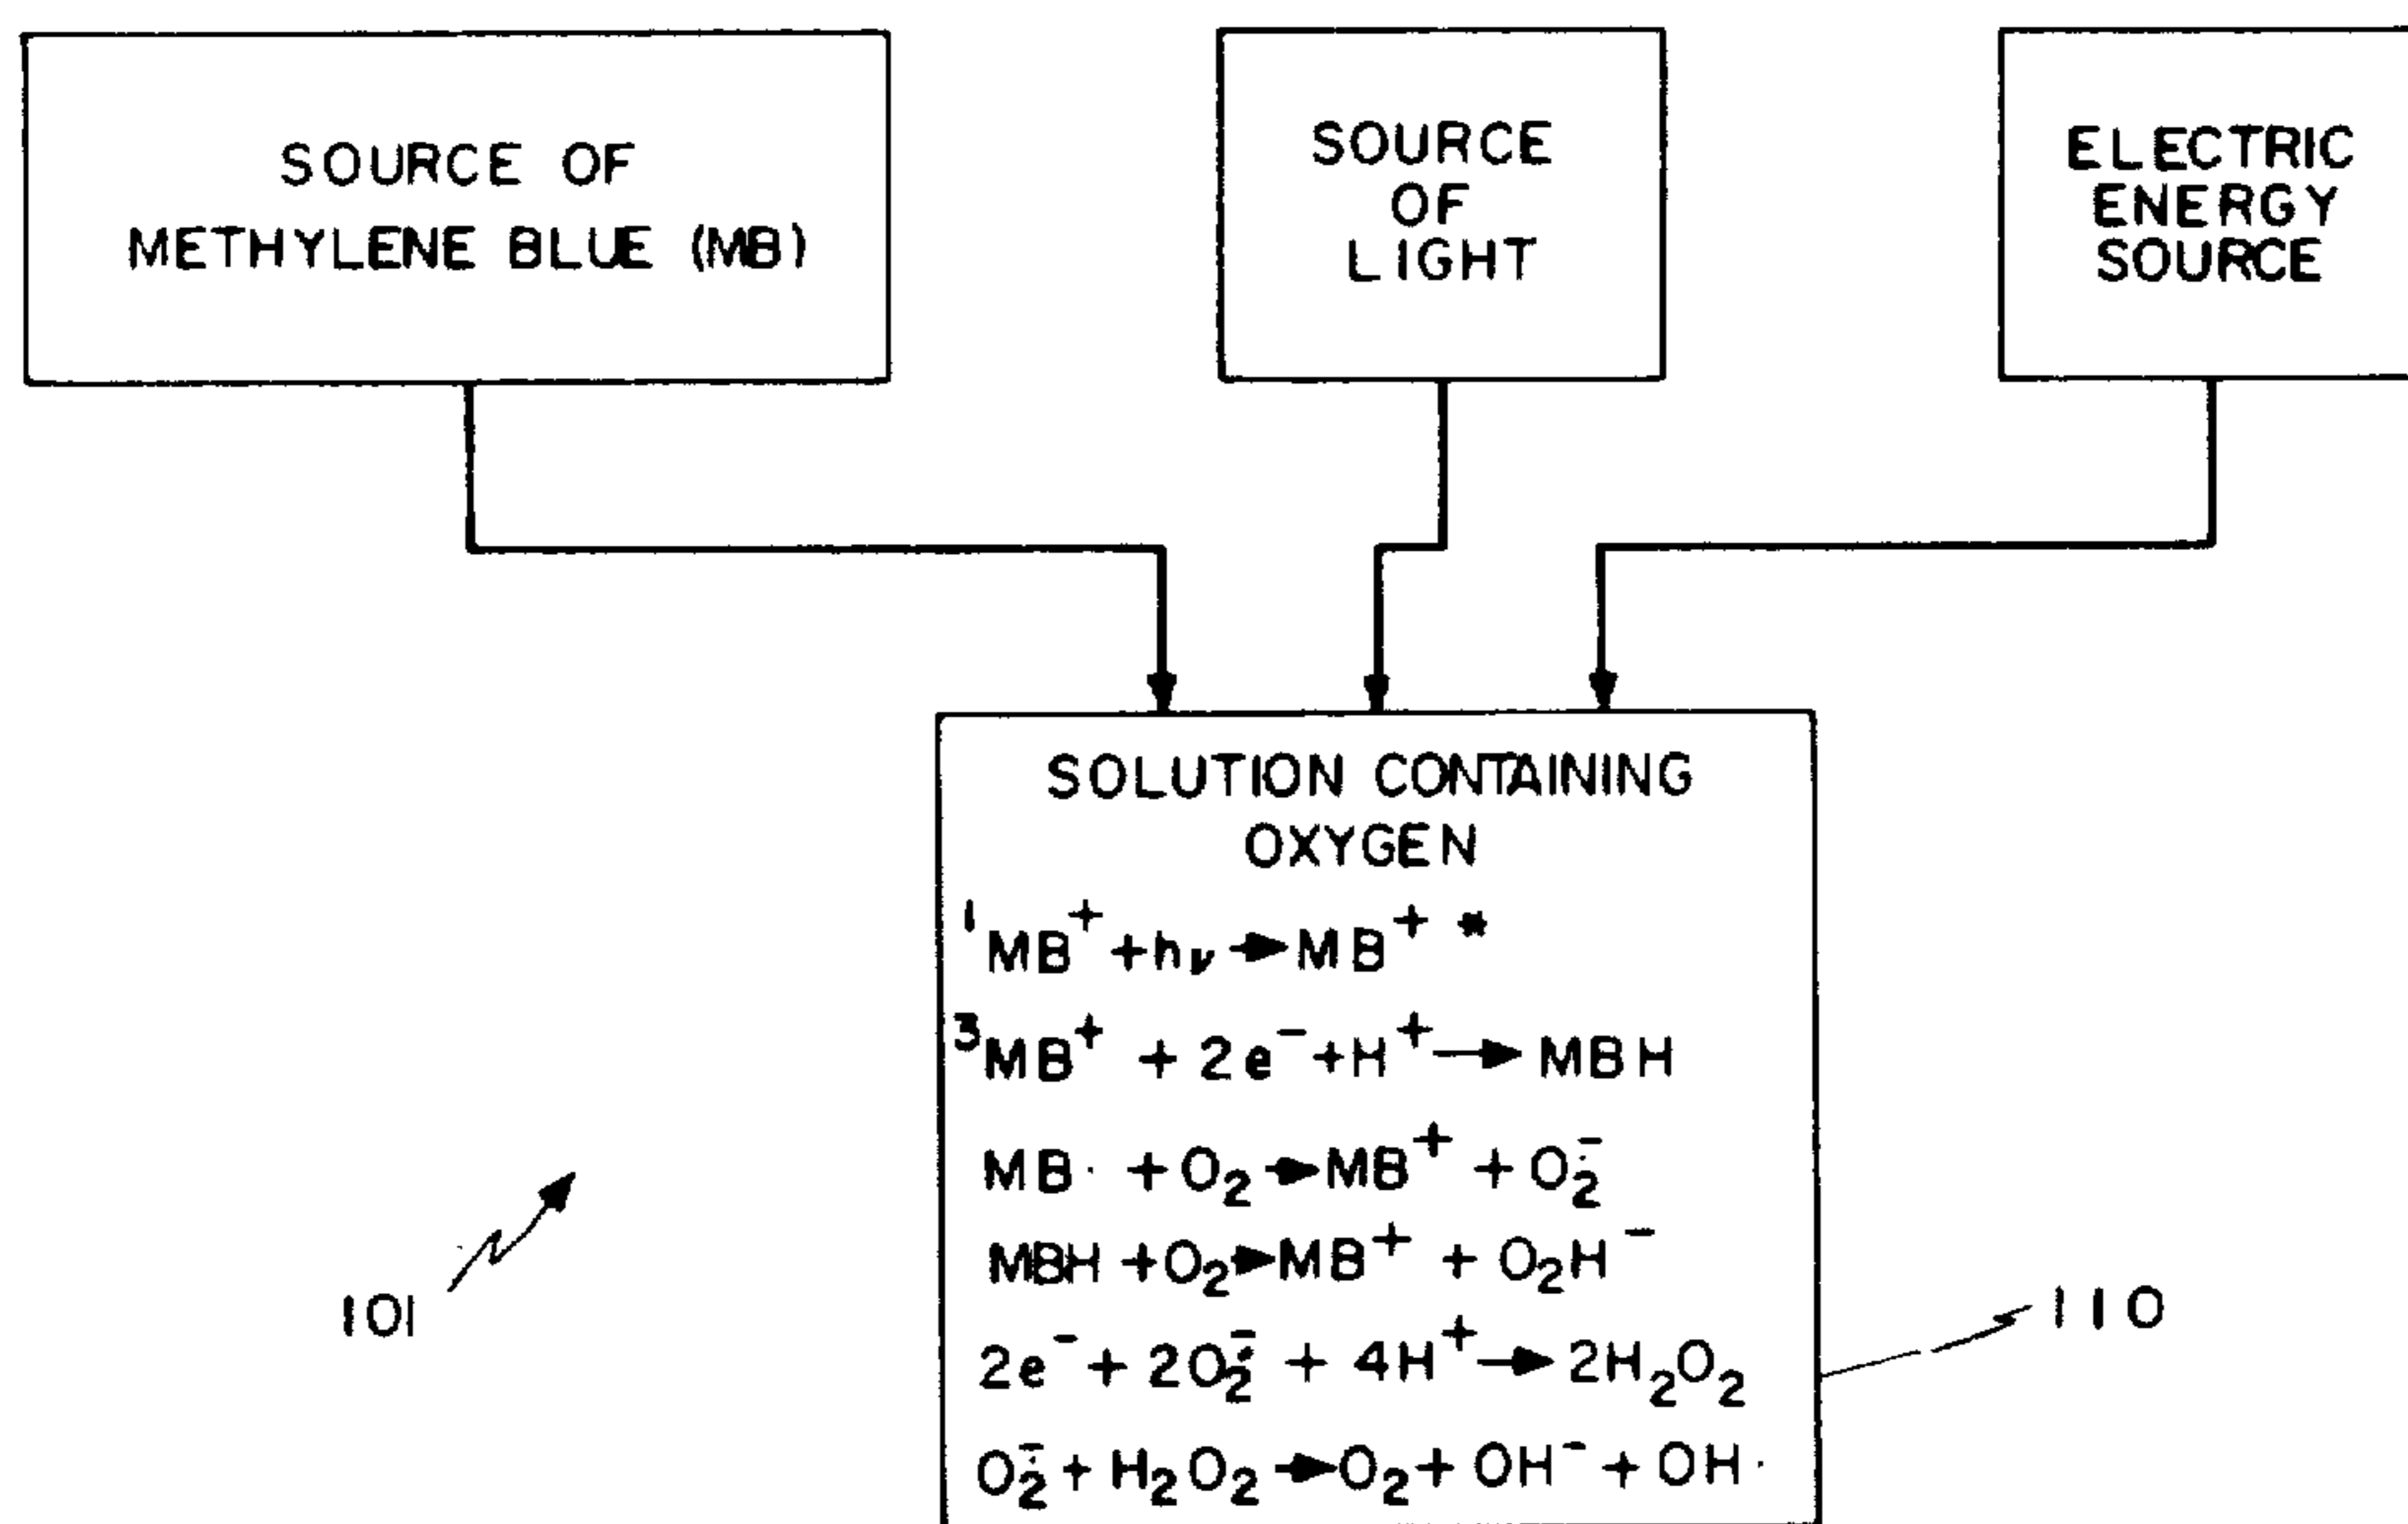 SOURCE OF
METHYLENE BLUE (MB)
SOURCE
OF
LIGHT
ELECTRIC
ENERGY
SOURCE
SOLUTION CONTAINING
OXYGEN
¹MB⁺ + hν → MB⁺*
³MB⁺ + 2e⁻ + H⁺ → MBH
MB· + O₂ → MB⁺ + O₂·⁻
MBH + O₂ → MB⁺ + O₂H⁻
2e⁻ + 2O₂·⁻ + 4H⁺ → 2H₂O₂
O₂·⁻ + H₂O₂ → O₂ + OH⁻ + OH·
101
110